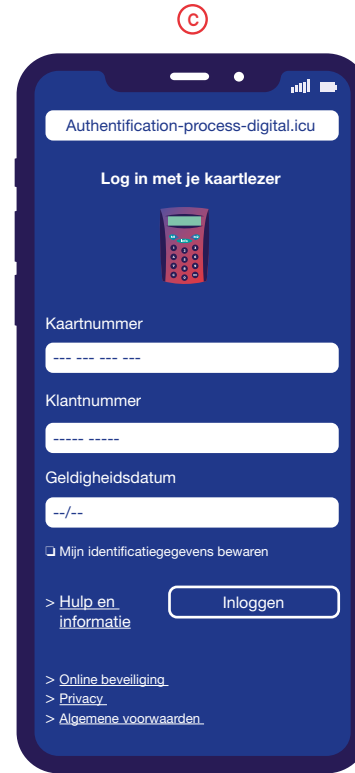 C
Authentification-process-digital.icu
Log in met je kaartlezer
Kaartnummer
--- --- --- ---
Klantnummer
----- -----
Geldigheidsdatum
--/--
❏ Mijn identificatiegegevens bewaren
> Hulp en
informatie
Inloggen
> Online beveiliging
> Privacy
> Algemene voorwaarden